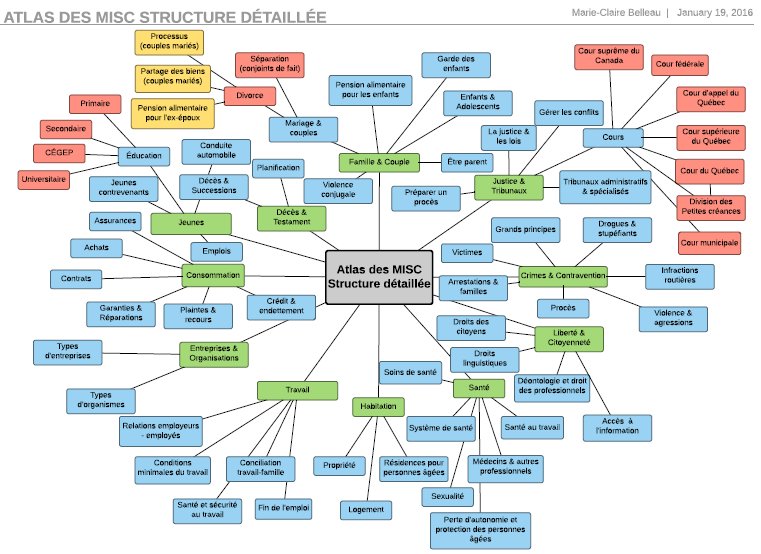 ATLAS DES MISC STRUCTURE DÉTAILLÉE
Marie-Claire Belleau | January 19, 2016
Processus
(couples mariés)
Partage des biens
(couples mariés)
Pension alimentaire
pour l'ex-époux
Séparation
(conjoints de fait)
Divorce
Mariage &
couples
Pension alimentaire
pour les enfants
Garde des
enfants
Enfants &
Adolescents
Être parent
Violence
conjugale
Famille & Couple
Primaire
Secondaire
CÉGEP
Universitaire
Éducation
Jeunes
contrevenants
Conduite
automobile
Décès &
Successions
Planification
Décès &
Testament
Jeunes
Emplois
Gérer les conflits
La justice &
les lois
Préparer un
procès
Justice &
Tribunaux
Tribunaux administratifs
& spécialisés
Cours
Cour suprême du
Canada
Cour fédérale
Cour d'appel du
Québec
Cour supérieure
du Québec
Cour du Québec
Division des
Petites créances
Cour municipale
Assurances
Achats
Contrats
Garanties &
Réparations
Plaintes &
recours
Crédit &
endettement
Consommation
Atlas des MISC
Structure détaillée
Grands principes
Drogues &
stupéfiants
Victimes
Arrestations &
familles
Crimes & Contravention
Infractions
routières
Procès
Violence &
agressions
Droits des
citoyens
Liberté &
Citoyenneté
Droits
linguistiques
Déontologie et droit
des professionnels
Accès à
l'information
Types
d'entreprises
Types
d'organismes
Entreprises &
Organisations
Travail
Relations employeurs
- employés
Conditions
minimales du travail
Conciliation
travail-famille
Santé et sécurité
au travail
Fin de l'emploi
Habitation
Propriété
Résidences pour
personnes âgées
Logement
Soins de santé
Santé
Système de santé
Santé au travail
Médecins & autres
professionnels
Sexualité
Perte d'autonomie et
protection des personnes
âgées